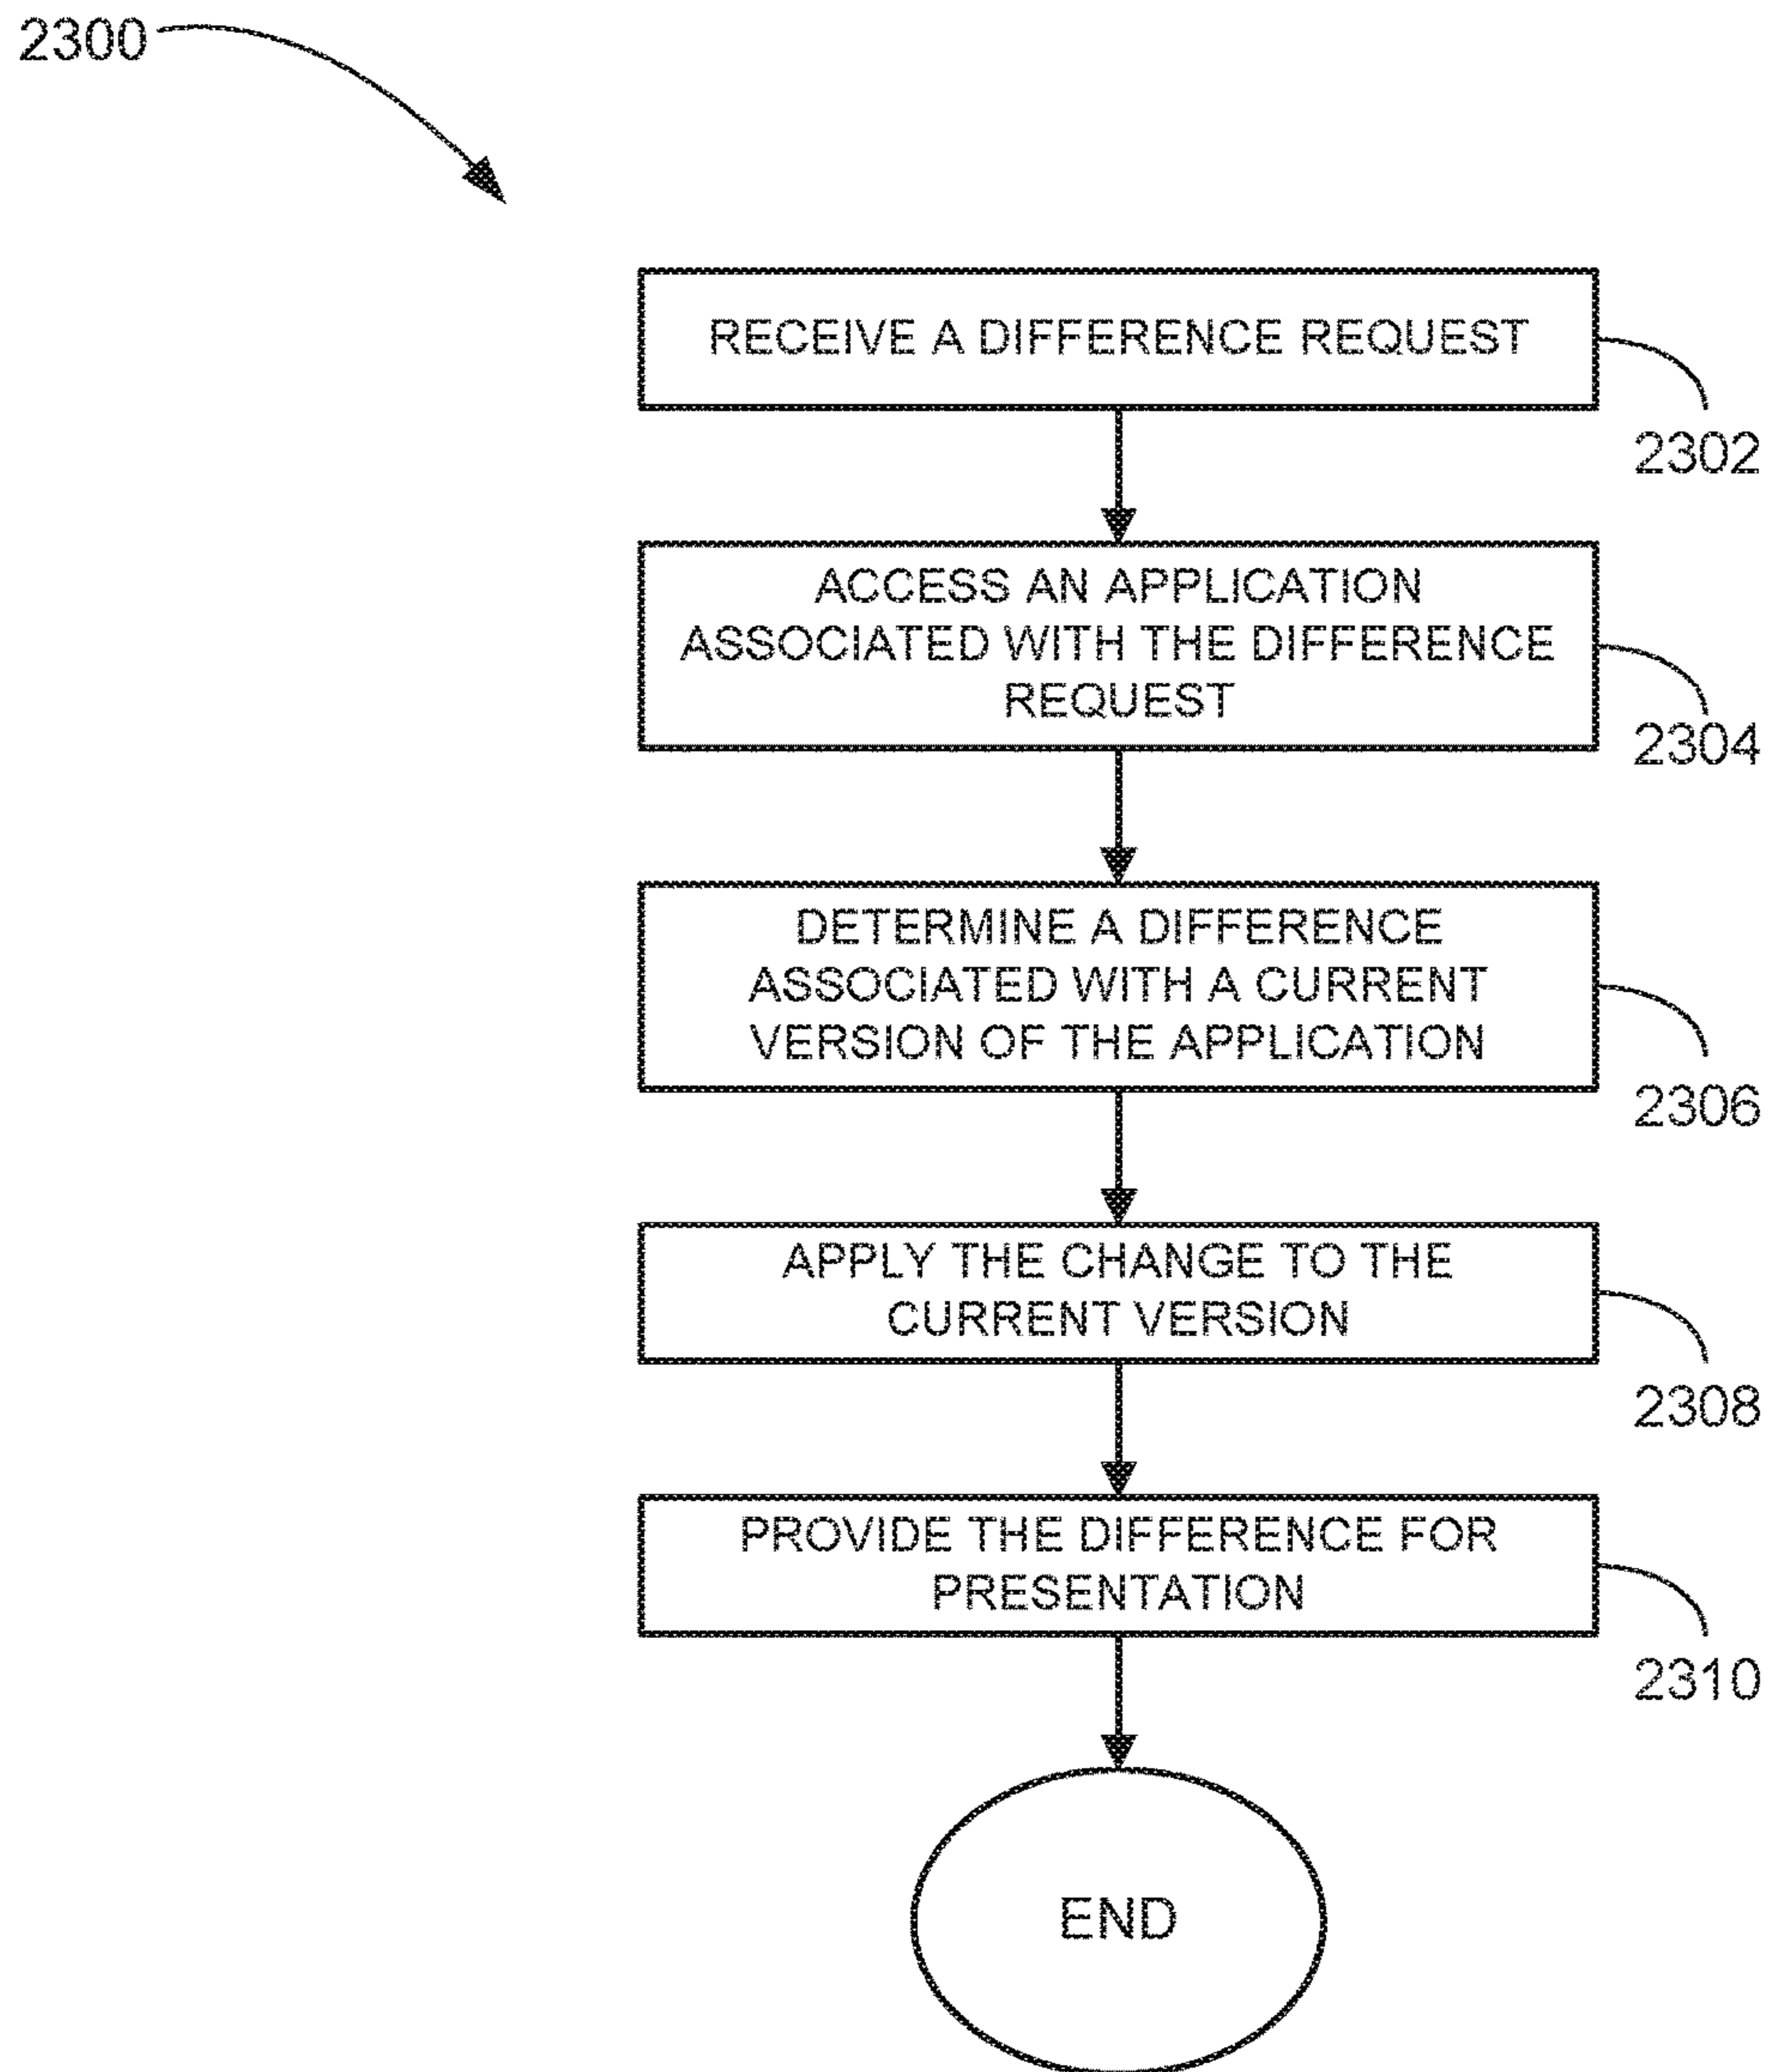 2300
RECEIVE A DIFFERENCE REQUEST
2302
ACCESS AN APPLICATION
ASSOCIATED WITH THE DIFFERENCE
REQUEST
2304
DETERMINE A DIFFERENCE
ASSOCIATED WITH A CURRENT
VERSION OF THE APPLICATION
2306
APPLY THE CHANGE TO THE
CURRENT VERSION
2308
PROVIDE THE DIFFERENCE FOR
PRESENTATION
2310
END